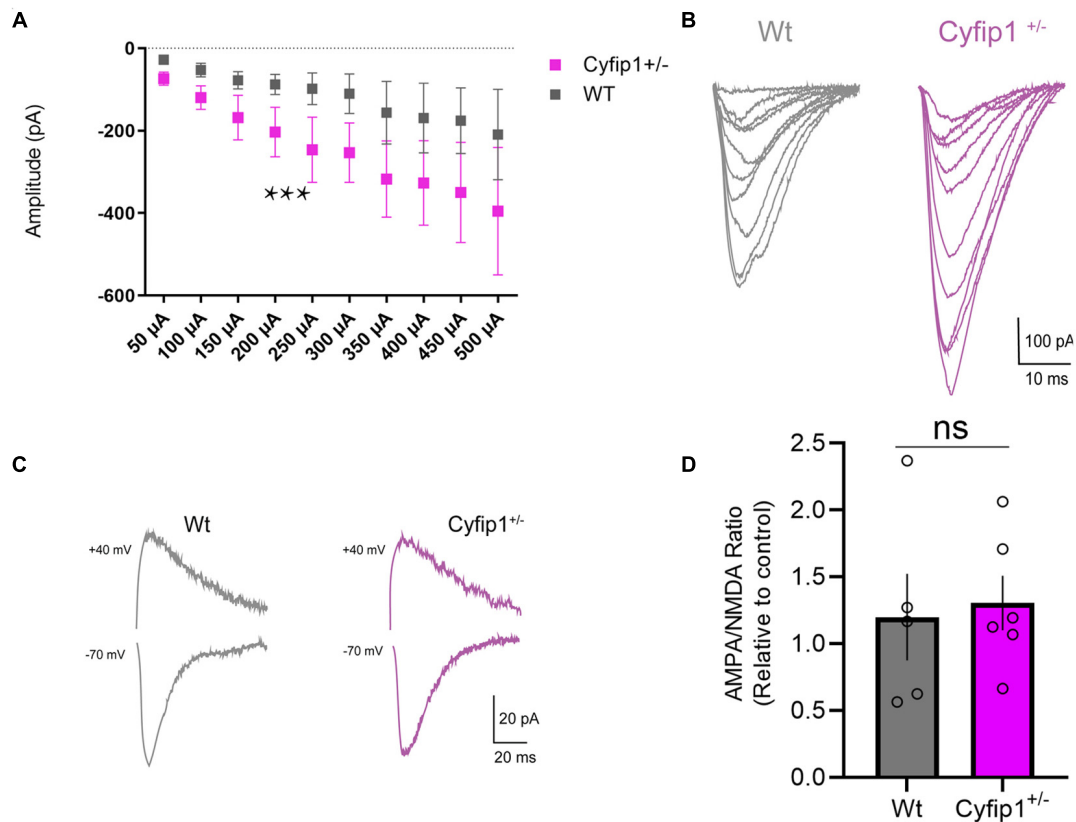 A
0
-200
-400
-600
Amplitude (pA)
50 µA
100 µA
150 µA
200 µA
250 µA
300 µA
350 µA
400 µA
450 µA
500 µA
***
Cyfip1+/-
WT
B
Wt
Cyfip1 +/-
100 pA
10 ms
C
Wt
Cyfip1+/-
+40 mV
+40 mV
-70 mV
-70 mV
20 pA
20 ms
D
ns
AMPA/NMDA Ratio
(Relative to control)
2.5
2.0
1.5
1.0
0.5
0.0
Wt
Cyfip1+/-